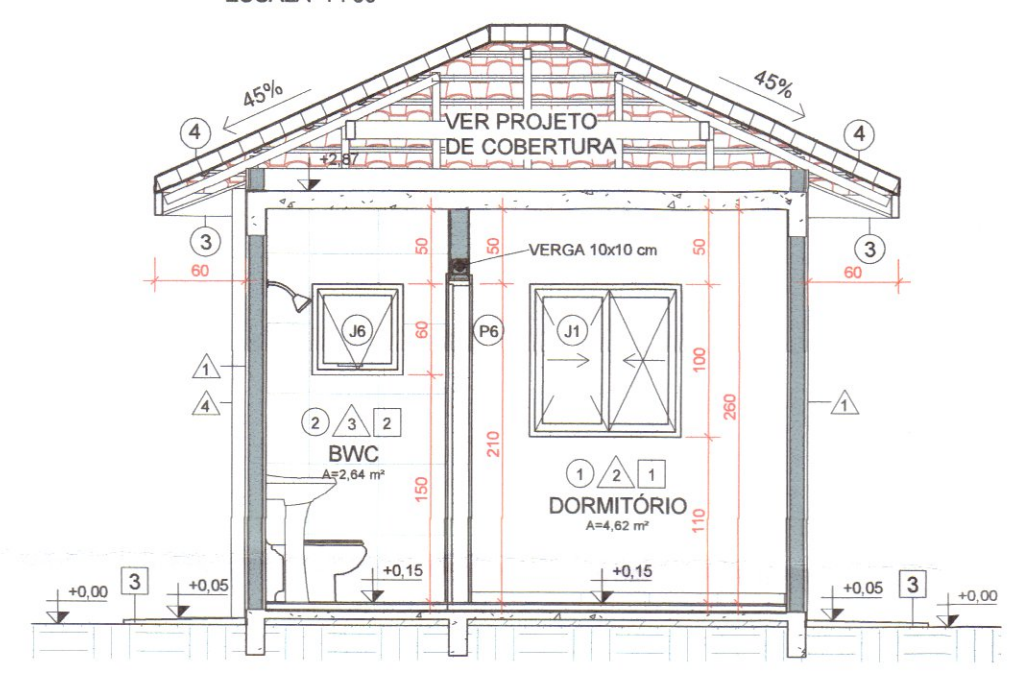 45%
45%
4
VER PROJETO
4
DE COBERTURA
+2,87
3
3
50
50
VERGA 10x10 cm
50
60
60
J6
60
P6
J1
100
1
4
1
260
2 3 2
BWC
A=2,64 m²
210
150
1 2 1
DORMITÓRIO
A=4,62 m²
110
+0,00
3
+0,05
+0,15
+0,15
+0,05
3
+0,00